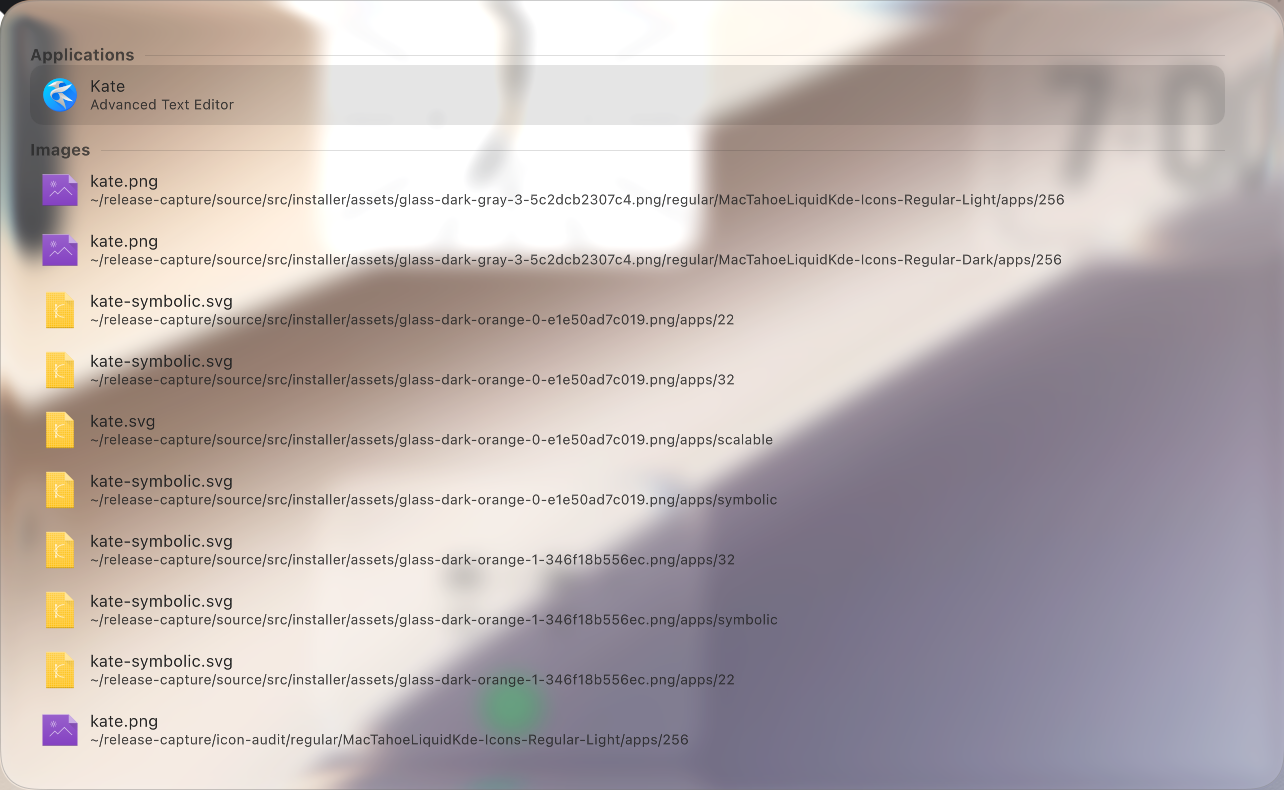 Applications
Kate
Advanced Text Editor
Images
kate.png
~/release-capture/source/src/installer/assets/glass-dark-gray-3-5c2dcb2307c4.png/regular/MacTahoeLiquidKde-Icons-Regular-Light/apps/256
kate.png
~/release-capture/source/src/installer/assets/glass-dark-gray-3-5c2dcb2307c4.png/regular/MacTahoeLiquidKde-Icons-Regular-Dark/apps/256
kate-symbolic.svg
~/release-capture/source/src/installer/assets/glass-dark-orange-0-e1e50ad7c019.png/apps/22
kate-symbolic.svg
~/release-capture/source/src/installer/assets/glass-dark-orange-0-e1e50ad7c019.png/apps/32
kate.svg
~/release-capture/source/src/installer/assets/glass-dark-orange-0-e1e50ad7c019.png/apps/scalable
kate-symbolic.svg
~/release-capture/source/src/installer/assets/glass-dark-orange-0-e1e50ad7c019.png/apps/symbolic
kate-symbolic.svg
~/release-capture/source/src/installer/assets/glass-dark-orange-1-346f18b556ec.png/apps/32
kate-symbolic.svg
~/release-capture/source/src/installer/assets/glass-dark-orange-1-346f18b556ec.png/apps/symbolic
kate-symbolic.svg
~/release-capture/source/src/installer/assets/glass-dark-orange-1-346f18b556ec.png/apps/22
kate.png
~/release-capture/icon-audit/regular/MacTahoeLiquidKde-Icons-Regular-Light/apps/256